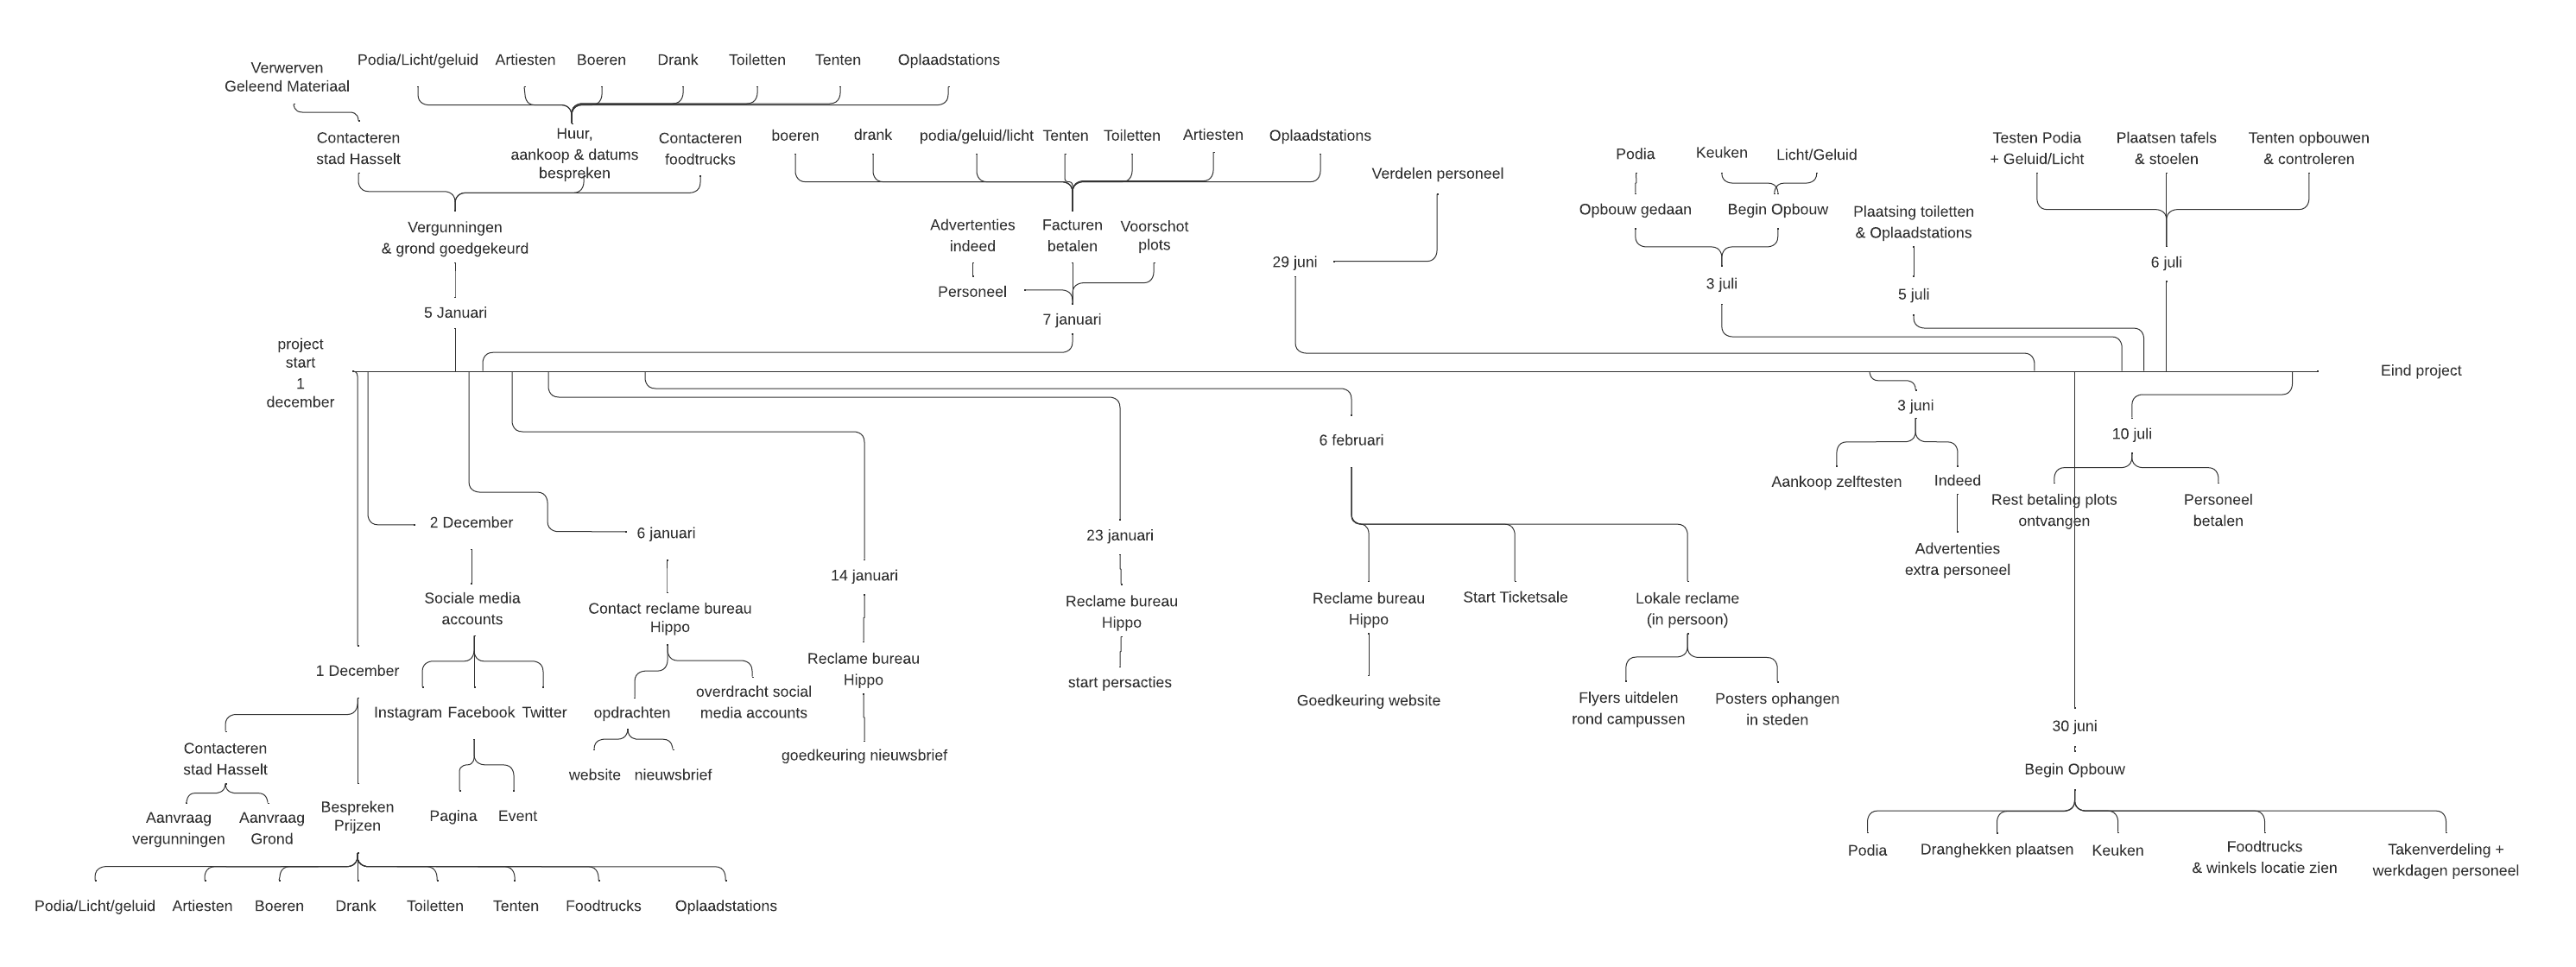 Verwerven
Geleend Materiaal
Podia/Licht/geluid
Artiesten
Boeren
Drank
Toiletten
Tenten
Oplaadstations
Contacteren
stad Hasselt
Huur,
aankoop & datums
bespreken
Contacteren
foodtrucks
boeren
drank
podia/geluid/licht
Tenten
Toiletten
Artiesten
Oplaadstations
Verdelen personeel
Podia
Keuken
Licht/Geluid
Testen Podia
+ Geluid/Licht
Plaatsen tafels
& stoelen
Tenten opbouwen
& controleren
Vergunningen
& grond goedgekeurd
Advertenties
indeed
Facturen
betalen
Voorschot
plots
Opbouw gedaan
Begin Opbouw
Plaatsing toiletten
& Oplaadstations
Personeel
29 juni
3 juli
5 juli
6 juli
5 Januari
7 januari
project
start
1
december
Eind project
3 juni
6 februari
10 juli
Aankoop zelftesten
Indeed
Rest betaling plots
ontvangen
Personeel
betalen
Advertenties
extra personeel
2 December
6 januari
14 januari
23 januari
Sociale media
accounts
Contact reclame bureau
Hippo
Reclame bureau
Hippo
Reclame bureau
Hippo
Reclame bureau
Hippo
Start Ticketsale
Lokale reclame
(in persoon)
1 December
Instagram
Facebook
Twitter
opdrachten
overdracht social
media accounts
start persacties
Goedkeuring website
Flyers uitdelen
rond campussen
Posters ophangen
in steden
30 juni
Begin Opbouw
Contacteren
stad Hasselt
goedkeuring nieuwsbrief
website
nieuwsbrief
Aanvraag
vergunningen
Aanvraag
Grond
Bespreken
Prijzen
Pagina
Event
Podia
Dranghekken plaatsen
Keuken
Foodtrucks
& winkels locatie zien
Takenverdeling +
werkdagen personeel
Podia/Licht/geluid
Artiesten
Boeren
Drank
Toiletten
Tenten
Foodtrucks
Oplaadstations